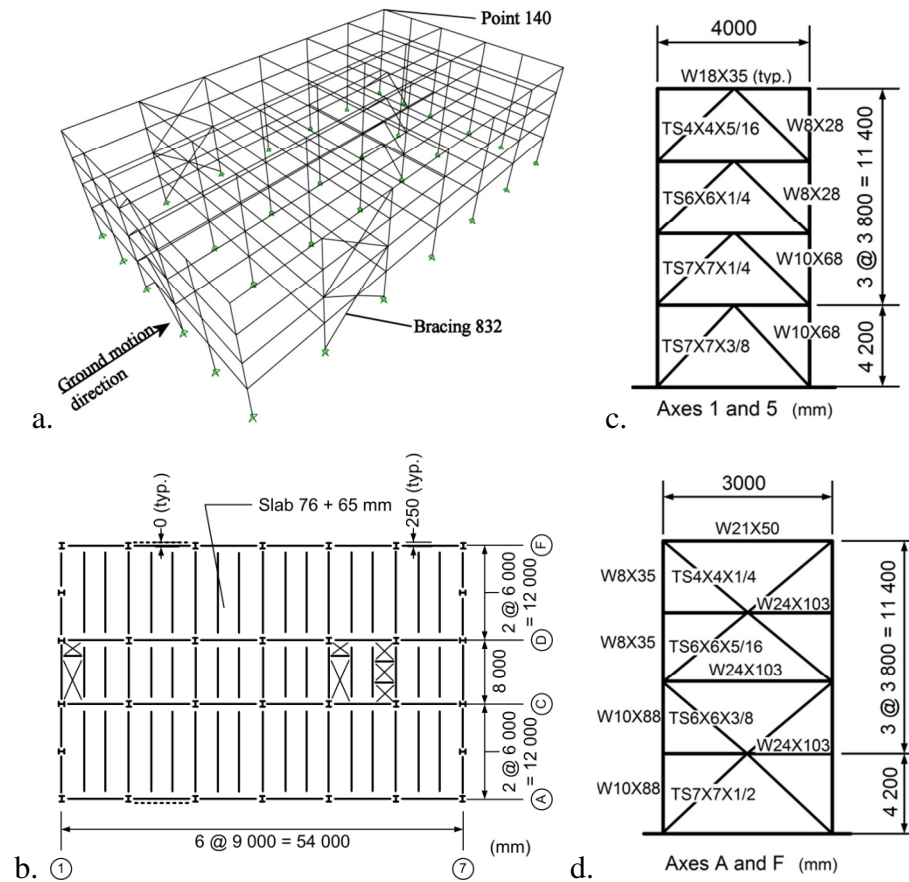 Point 140
Bracing 832
Ground motion
direction
a.
4000
W18X35 (typ.)
TS4X4X5/16
W8X28
TS6X6X1/4
W8X28
TS7X7X1/4
W10X68
TS7X7X3/8
W10X68
3 @ 3 800 = 11 400
4 200
c.
Axes 1 and 5 (mm)
0 (typ.)
Slab 76 + 65 mm
250 (typ.)
F
2 @ 6 000
= 12 000
D
8 000
C
2 @ 6 000
= 12 000
A
6 @ 9 000 = 54 000
(mm)
b.
1
7
3000
W21X50
W8X35
TS4X4X1/4
W24X103
W8X35
TS6X6X5/16
W24X103
W10X88
TS6X6X3/8
W24X103
W10X88
TS7X7X1/2
3 @ 3 800 = 11 400
4 200
d.
Axes A and F (mm)